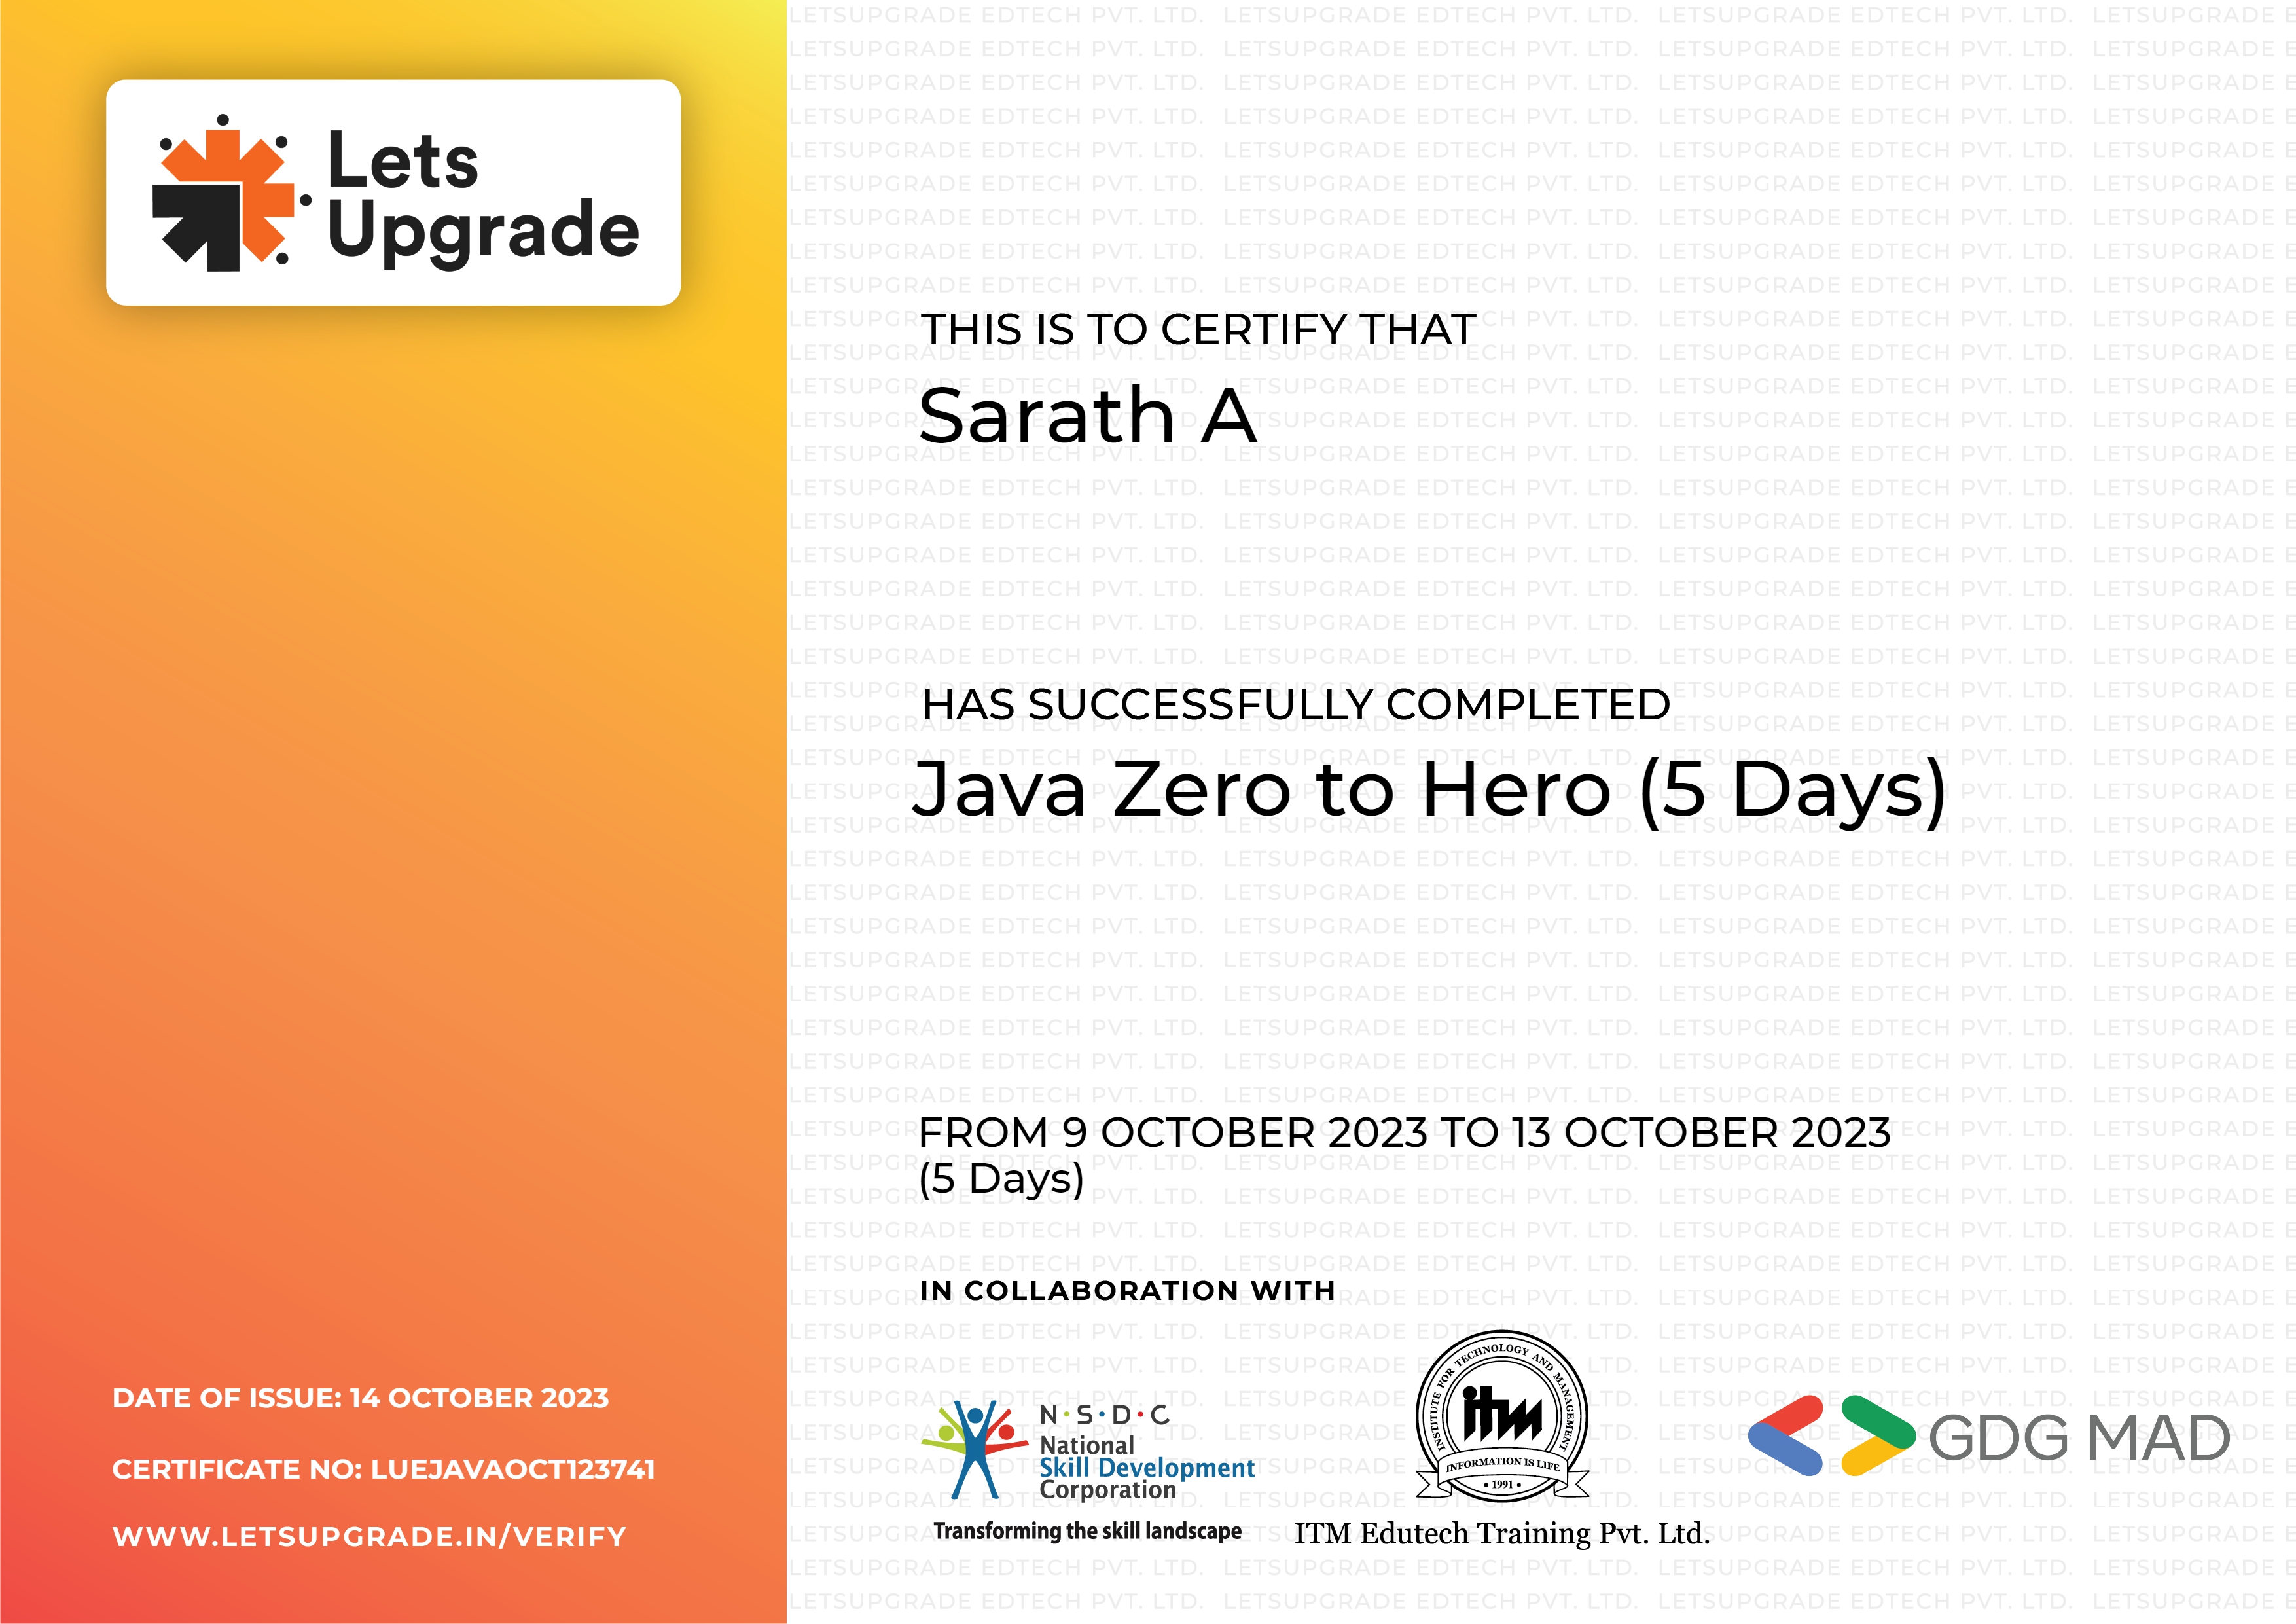 Lets
Upgrade
THIS IS TO CERTIFY THAT
Sarath A
HAS SUCCESSFULLY COMPLETED
Java Zero to Hero (5 Days)
FROM 9 OCTOBER 2023 TO 13 OCTOBER 2023
(5 Days)
IN COLLABORATION WITH
N·S·D·C
National
Skill Development
Corporation
Transforming the skill landscape
INSTITUTE FOR TECHNOLOGY AND MANAGEMENT
itm
INFORMATION IS LIFE
• 1991 •
ITM Edutech Training Pvt. Ltd.
GDG MAD
DATE OF ISSUE: 14 OCTOBER 2023
CERTIFICATE NO: LUEJAVAOCT123741
WWW.LETSUPGRADE.IN/VERIFY
LETSUPGRADE EDTECH PVT. LTD.